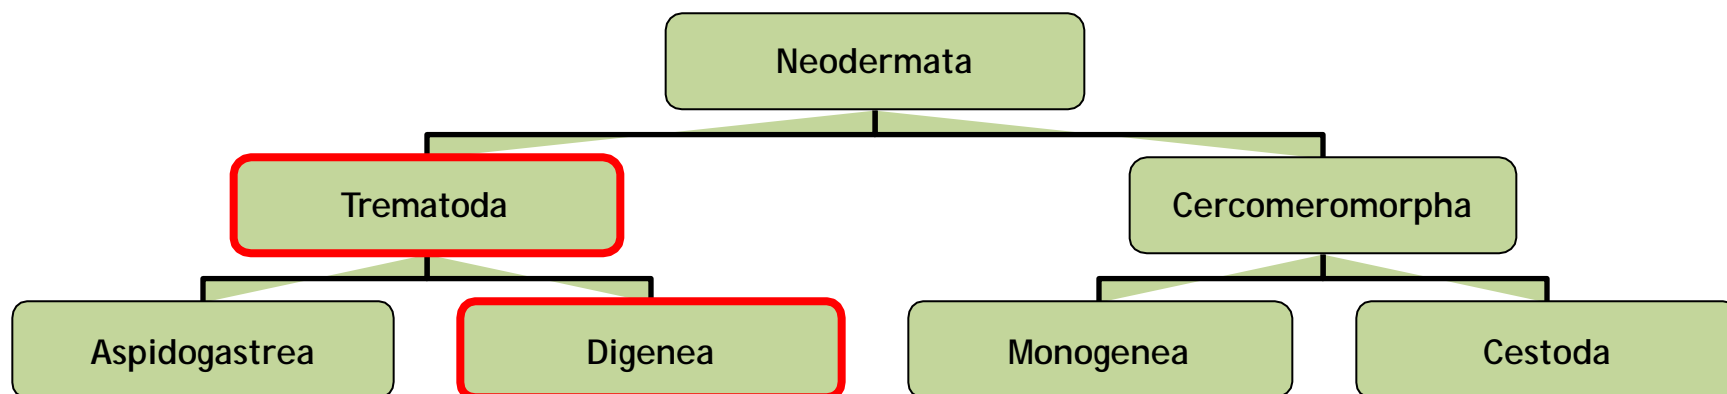 Neodermata
Trematoda
Cercomeromorpha
Aspidogastrea
Digenea
Monogenea
Cestoda